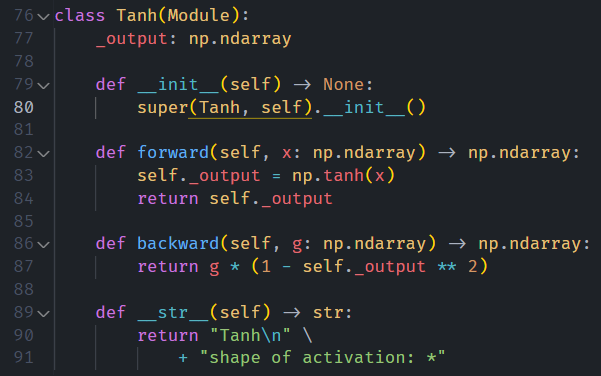 76 class Tanh(Module):
77     _output: np.ndarray
78
79     def __init__(self) → None:
80         super(Tanh, self).__init__()
81
82     def forward(self, x: np.ndarray) → np.ndarray:
83         self._output = np.tanh(x)
84         return self._output
85
86     def backward(self, g: np.ndarray) → np.ndarray:
87         return g * (1 - self._output ** 2)
88
89     def __str__(self) → str:
90         return "Tanh\n" \
91             + "shape of activation: *"